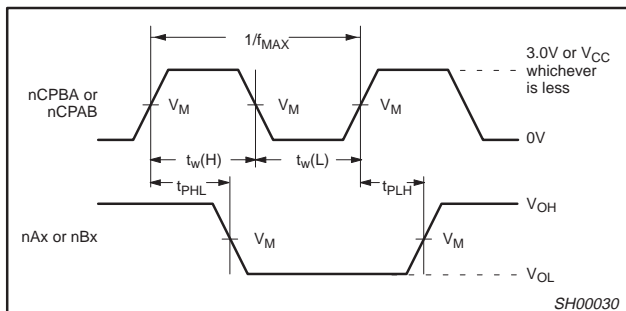 1/fMAX
3.0V or VCC
whichever
is less
nCPBA or
nCPAB
VM
VM
VM
0V
tw(H)
tw(L)
tPHL
tPLH
VOH
nAx or nBx
VM
VM
VOL
SH00030